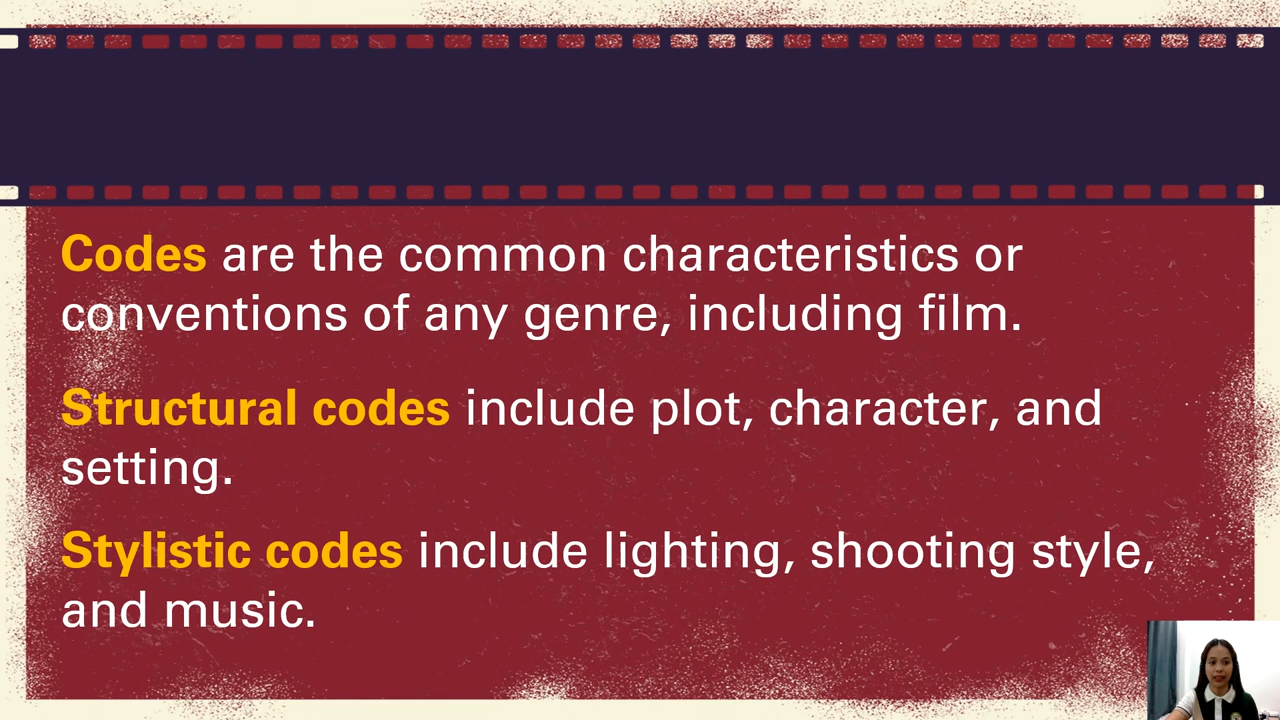 Codes are the common characteristics or
conventions of any genre, including film.
Structural codes include plot, character, and
setting.
Stylistic codes include lighting, shooting style,
and music.